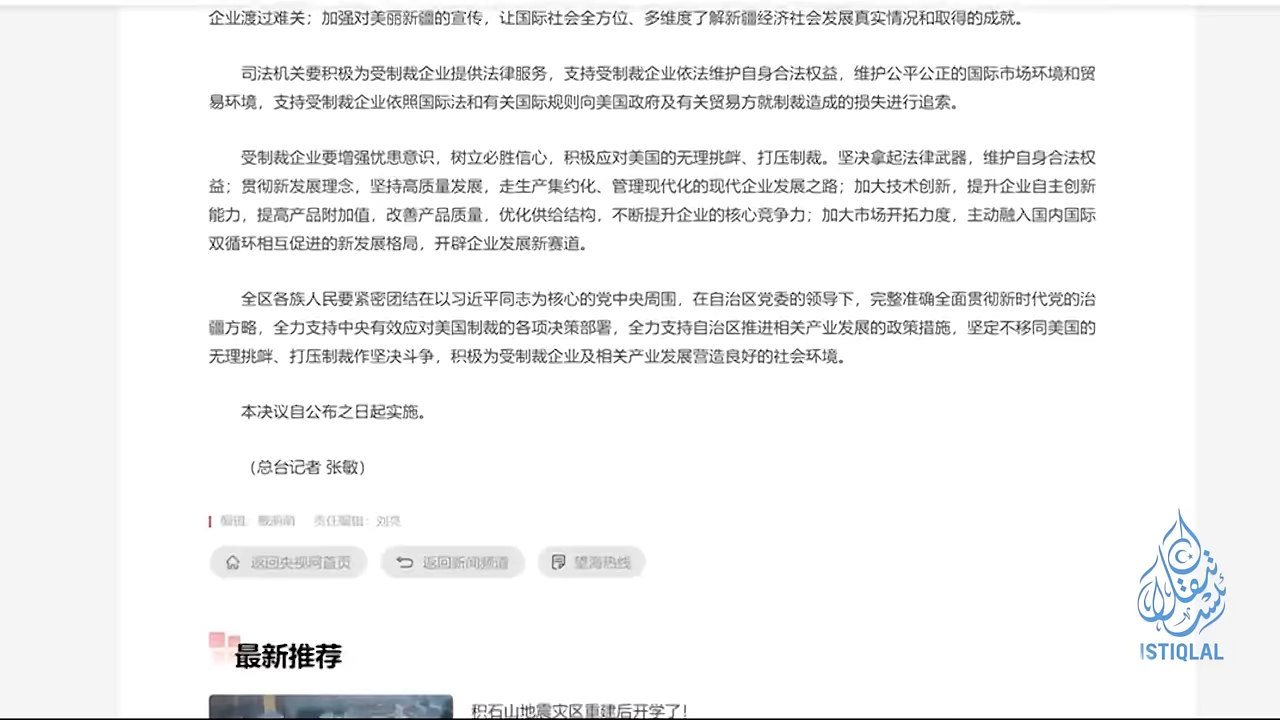 企业渡过难关；加强对美丽新疆的宣传，让国际社会全方位、多维度了解新疆经济社会发展真实情况和取得的成就。
司法机关要积极为受制裁企业提供法律服务，支持受制裁企业依法维护自身合法权益，维护公平公正的国际市场环境和贸
易环境，支持受制裁企业依照国际法和有关国际规则向美国政府及有关贸易方就制裁造成的损失进行追索。
受制裁企业要增强忧患意识，树立必胜信心，积极应对美国的无理挑衅、打压制裁。坚决拿起法律武器，维护自身合法权
益；贯彻新发展理念，坚持高质量发展，走生产集约化、管理现代化的现代企业发展之路；加大技术创新，提升企业自主创新
能力，提高产品附加值，改善产品质量，优化供给结构，不断提升企业的核心竞争力；加大市场开拓力度，主动融入国内国际
双循环相互促进的新发展格局，开辟企业发展新赛道。
全区各族人民要紧密团结在以习近平同志为核心的党中央周围，在自治区党委的领导下，完整准确全面贯彻新时代党的治
疆方略，全力支持中央有效应对美国制裁的各项决策部署，全力支持自治区推进相关产业发展的政策措施，坚定不移同美国的
无理挑衅、打压制裁作坚决斗争，积极为受制裁企业及相关产业发展营造良好的社会环境。
本决议自公布之日起实施。
（总台记者 张敏）
编辑： 责任编辑：刘亮
返回央视网首页 返回新闻频道 望海热线
最新推荐
积石山地震灾区重建后开学了！
ISTIQLAL